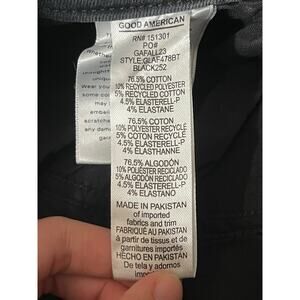 GOOD AMERICAN
RN# 151301
PO#
GAFALL23
STYLE:GLAF478BT
BLACK252
76.5% COTTON
10% RECYCLED POLYESTER
5% RECYCLED COTTON
4.5% ELASTERELL-P
4% ELASTANE
76.5% COTON
10% POLYESTER RECYCLÉ
5% COTON RECYCLÉ
4.5% ELASTERELL-P
4% ELASTHANNE
76.5% ALGODÓN
10% POLIÉSTER RECICLADO
5% ALGODÓN RECICLADO
4.5% ELASTERELL-P
4% ELASTANO
MADE IN PAKISTAN
of imported
fabrics and trim
FABRIQUÉ AU PAKISTAN
à partir de tissus et de
garnitures importés
HECHO EN PAKISTAN
De tela y adornos